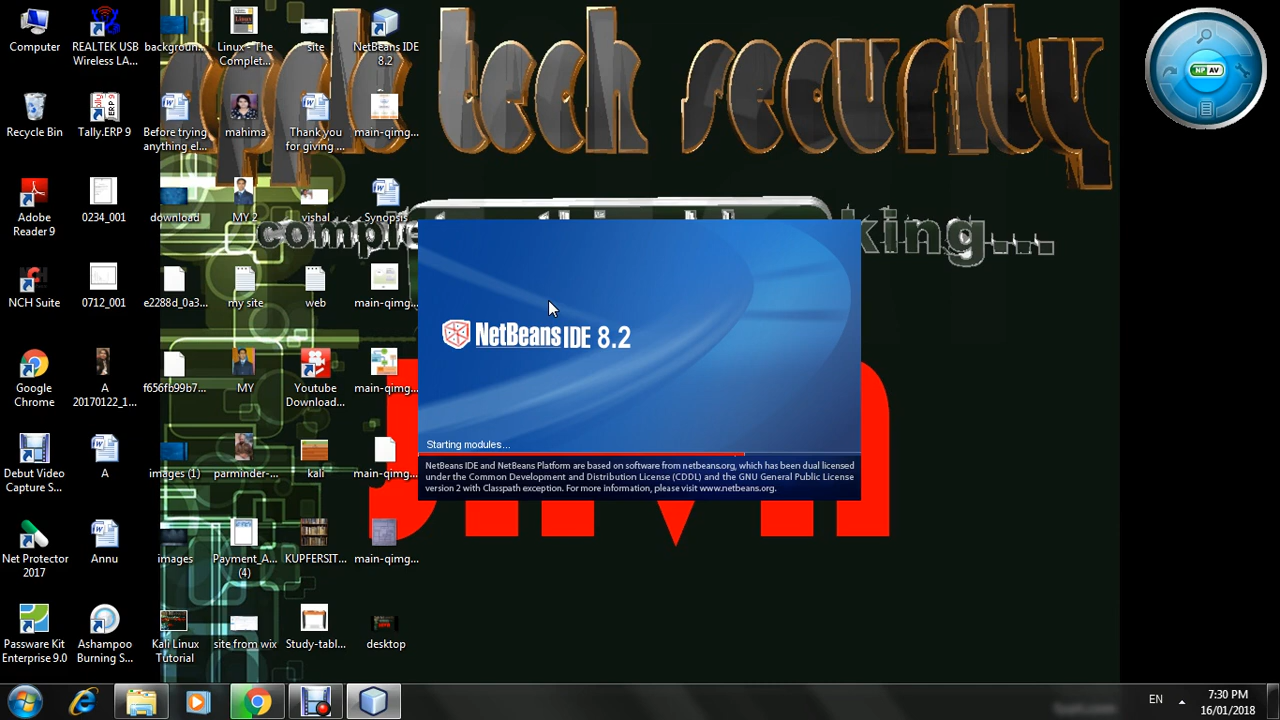 tech security
king....
Computer
REALTEK USB
Wireless LA...
backgroun...
Linux - The
Complet...
site
NetBeans IDE
8.2
Recycle Bin
Tally.ERP 9
Before trying
anything el...
mahima
Thank you
for giving ...
main-qimg...
Adobe
Reader 9
0234_001
download
MY 2
vishal
Synopsis
NCH Suite
0712_001
e2288d_0a3...
my site
web
main-qimg...
Google
Chrome
A
20170122_1...
f656fb99b7...
MY
Youtube
Download...
main-qimg...
Debut Video
Capture S...
A
images (1)
parminder-...
kali
main-qimg...
Net Protector
2017
Annu
images
Payment_A...
(4)
KUPFERSIT...
main-qimg...
Passware Kit
Enterprise 9.0
Ashampoo
Burning S...
Kali Linux
Tutorial
site from wix
Study-tabl...
desktop
NetBeans IDE 8.2
Starting modules...
NetBeans IDE and NetBeans Platform are based on software from netbeans.org, which has been dual licensed
under the Common Development and Distribution License (CDDL) and the GNU General Public License
version 2 with Classpath exception. For more information, please visit www.netbeans.org.
NP AV
EN
7:30 PM
16/01/2018